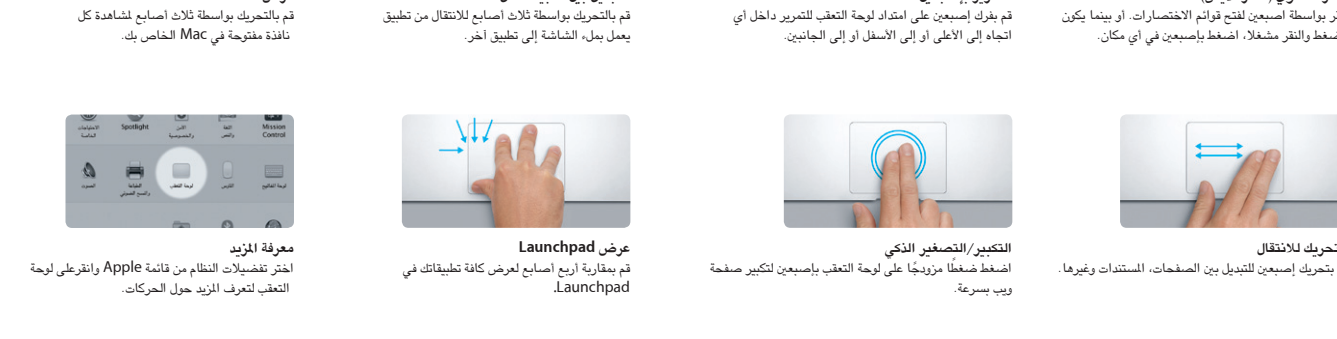 قم بالتحريك بواسطة ثلاث أصابع لمشاهدة كل
نافذة مفتوحة في Mac الخاص بك.
قم بالتحريك بواسطة ثلاث أصابع للانتقال من تطبيق
يعمل بملء الشاشة إلى تطبيق آخر.
قم بفرك إصبعين على امتداد لوحة التعقب للتمرير داخل أي
اتجاه إلى الأعلى أو إلى الأسفل أو إلى الجانبين.
بواسطة اصبعين لفتح قوائم الاختصارات. أو بينما يكون
والنقر مشغلا، اضغط بإصبعين في أي مكان.
Spotlight
Mission
Control
الصوت
لوحة التعقب
معرفة المزيد
اختر تفضيلات النظام من قائمة Apple وانقرعلى لوحة
التعقب لتعرف المزيد حول الحركات.
عرض Launchpad
قم بمقاربة أربع أصابع لعرض كافة تطبيقاتك في
Launchpad.
التكبير/التصغير الذكي
اضغط ضغطًا مزودجًا على لوحة التعقب بإصبعين لتكبير صفحة
ويب بسرعة.
تحريك للانتقال
بتحريك إصبعين للتبديل بين الصفحات، المستندات وغيرها.